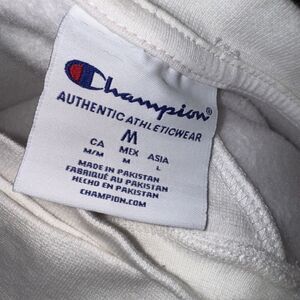 Champion®
AUTHENTIC ATHLETICWEAR
M
CA MEX ASIA
M/M M L
MADE IN PAKISTAN
FABRIQUÉ AU PAKISTAN
HECHO EN PAKISTAN
CHAMPION.COM